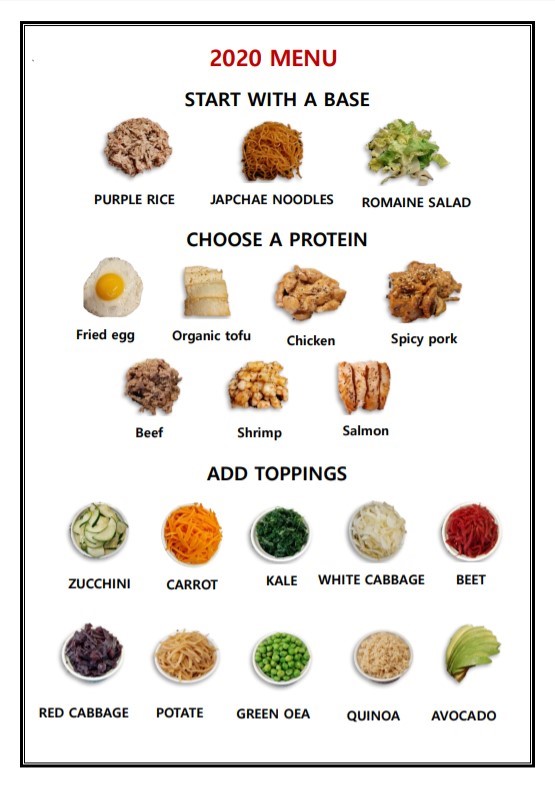 2020 MENU
START WITH A BASE
PURPLE RICE JAPCHAE NOODLES ROMAINE SALAD
CHOOSE A PROTEIN
Fried egg Organic tofu Chicken Spicy pork
Beef Shrimp Salmon
ADD TOPPINGS
ZUCCHINI CARROT KALE WHITE CABBAGE BEET
RED CABBAGE POTATE GREEN OEA QUINOA AVOCADO